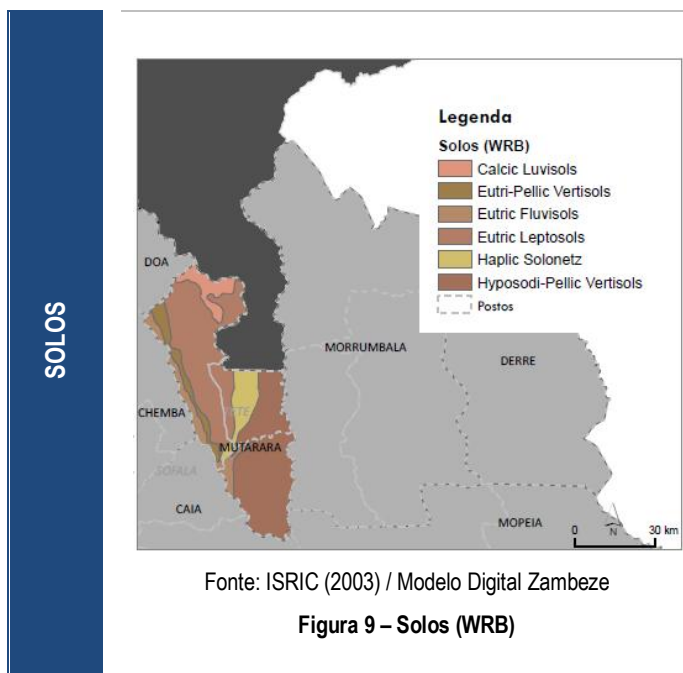 SOLOS
Legenda
Solos (WRB)
Calcic Luvisols
Eutri-Pellic Vertisols
Eutric Fluvisols
Eutric Leptosols
Haplic Solonetz
Hyposodi-Pellic Vertisols
Postos
DOA
MORRUMBALA
DERRE
CHEMBA
TETE
MUTARARA
SOFALA
CAIA
MOPEIA
0 N 30 km
Fonte: ISRIC (2003) / Modelo Digital Zambeze
Figura 9 – Solos (WRB)